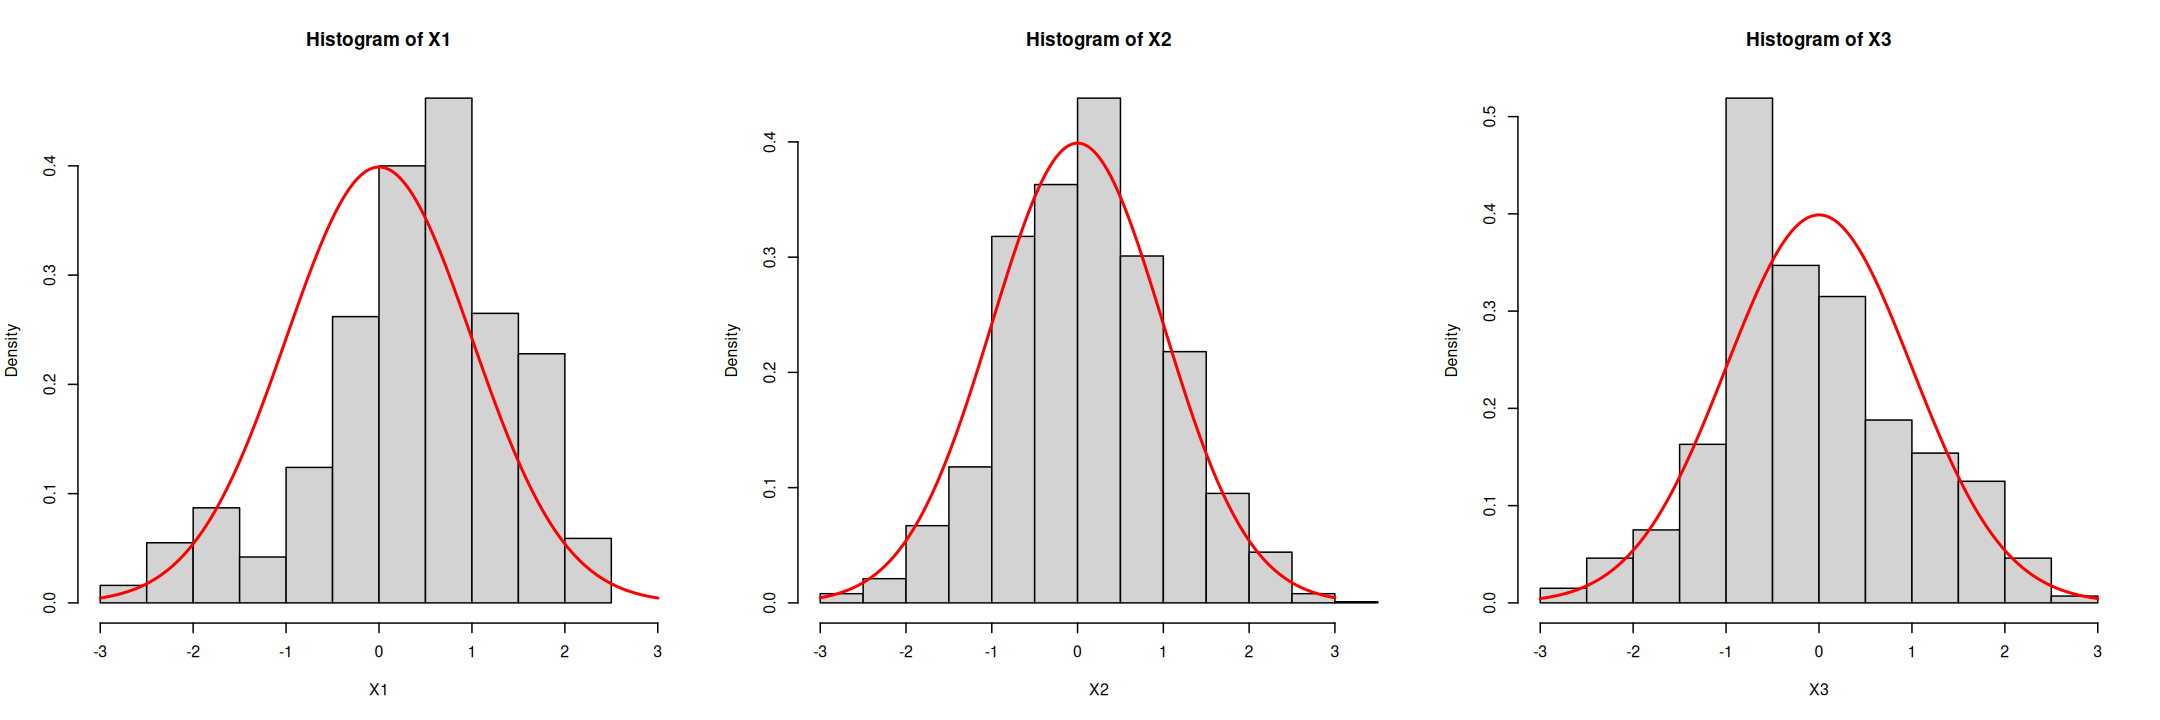 Histogram of X1
Density
0.0 0.1 0.2 0.3 0.4
-3 -2 -1 0 1 2 3
X1
Histogram of X2
Density
0.0 0.1 0.2 0.3 0.4
-3 -2 -1 0 1 2 3
X2
Histogram of X3
Density
0.0 0.1 0.2 0.3 0.4 0.5
-3 -2 -1 0 1 2 3
X3